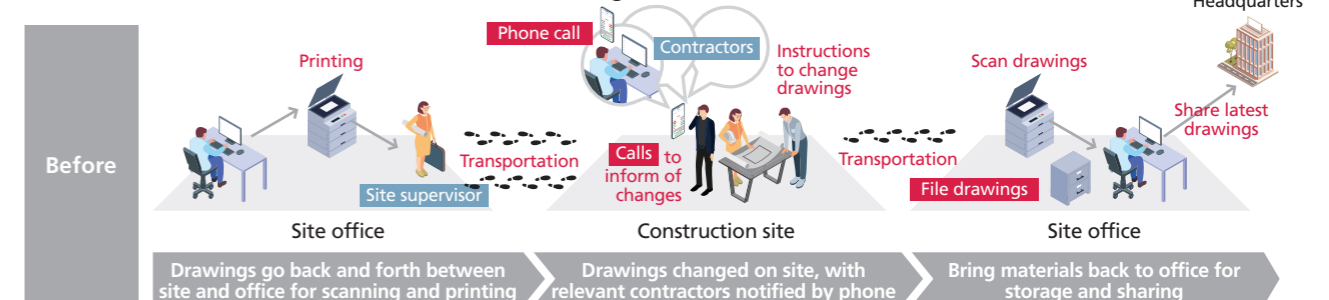 Headquarters
Before
Printing
Site supervisor
Transportation
Site office
Phone call
Contractors
Instructions
to change
drawings
Calls to
inform of
changes
Construction site
Transportation
Scan drawings
File drawings
Share latest
drawings
Site office
Drawings go back and forth between
site and office for scanning and printing
Drawings changed on site, with
relevant contractors notified by phone
Bring materials back to office for
storage and sharing